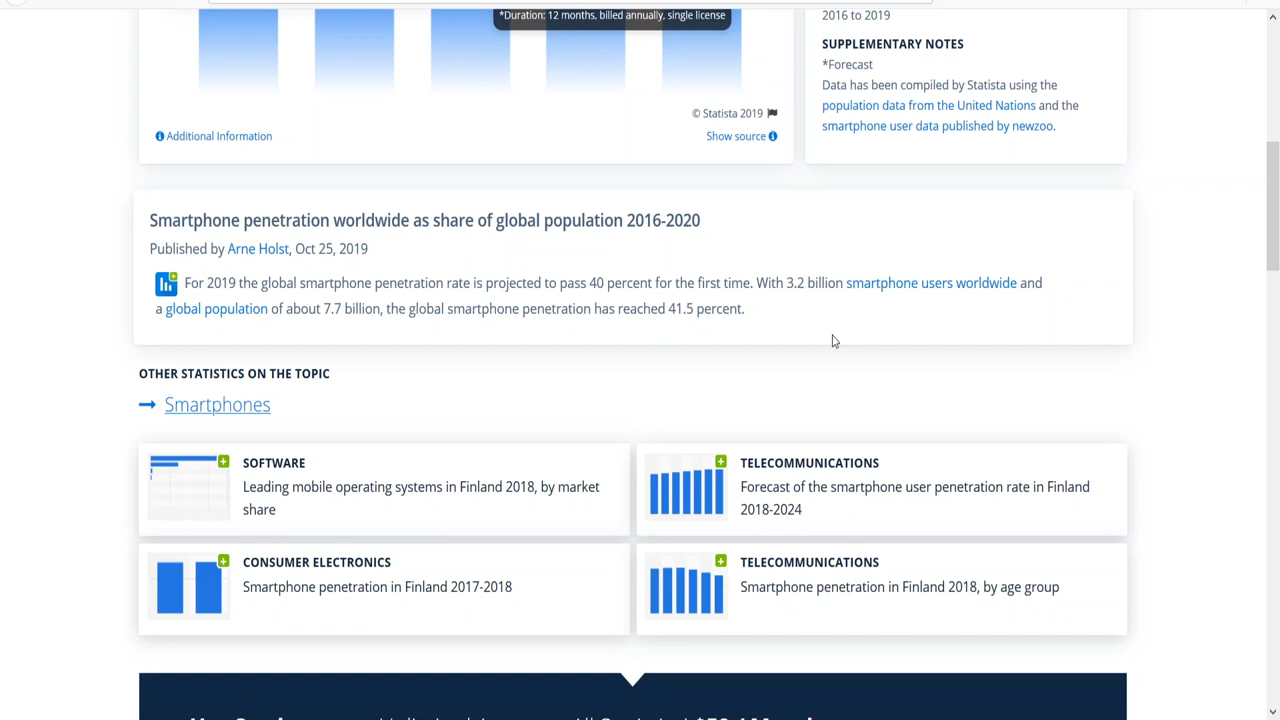 *Duration: 12 months, billed annually, single license
2016 to 2019
SUPPLEMENTARY NOTES
*Forecast
Data has been compiled by Statista using the
population data from the United Nations and the
smartphone user data published by newzoo.
© Statista 2019
Additional Information
Show source
Smartphone penetration worldwide as share of global population 2016-2020
Published by Arne Holst, Oct 25, 2019
For 2019 the global smartphone penetration rate is projected to pass 40 percent for the first time. With 3.2 billion smartphone users worldwide and
a global population of about 7.7 billion, the global smartphone penetration has reached 41.5 percent.
OTHER STATISTICS ON THE TOPIC
Smartphones
SOFTWARE
Leading mobile operating systems in Finland 2018, by market
share
TELECOMMUNICATIONS
Forecast of the smartphone user penetration rate in Finland
2018-2024
CONSUMER ELECTRONICS
Smartphone penetration in Finland 2017-2018
TELECOMMUNICATIONS
Smartphone penetration in Finland 2018, by age group